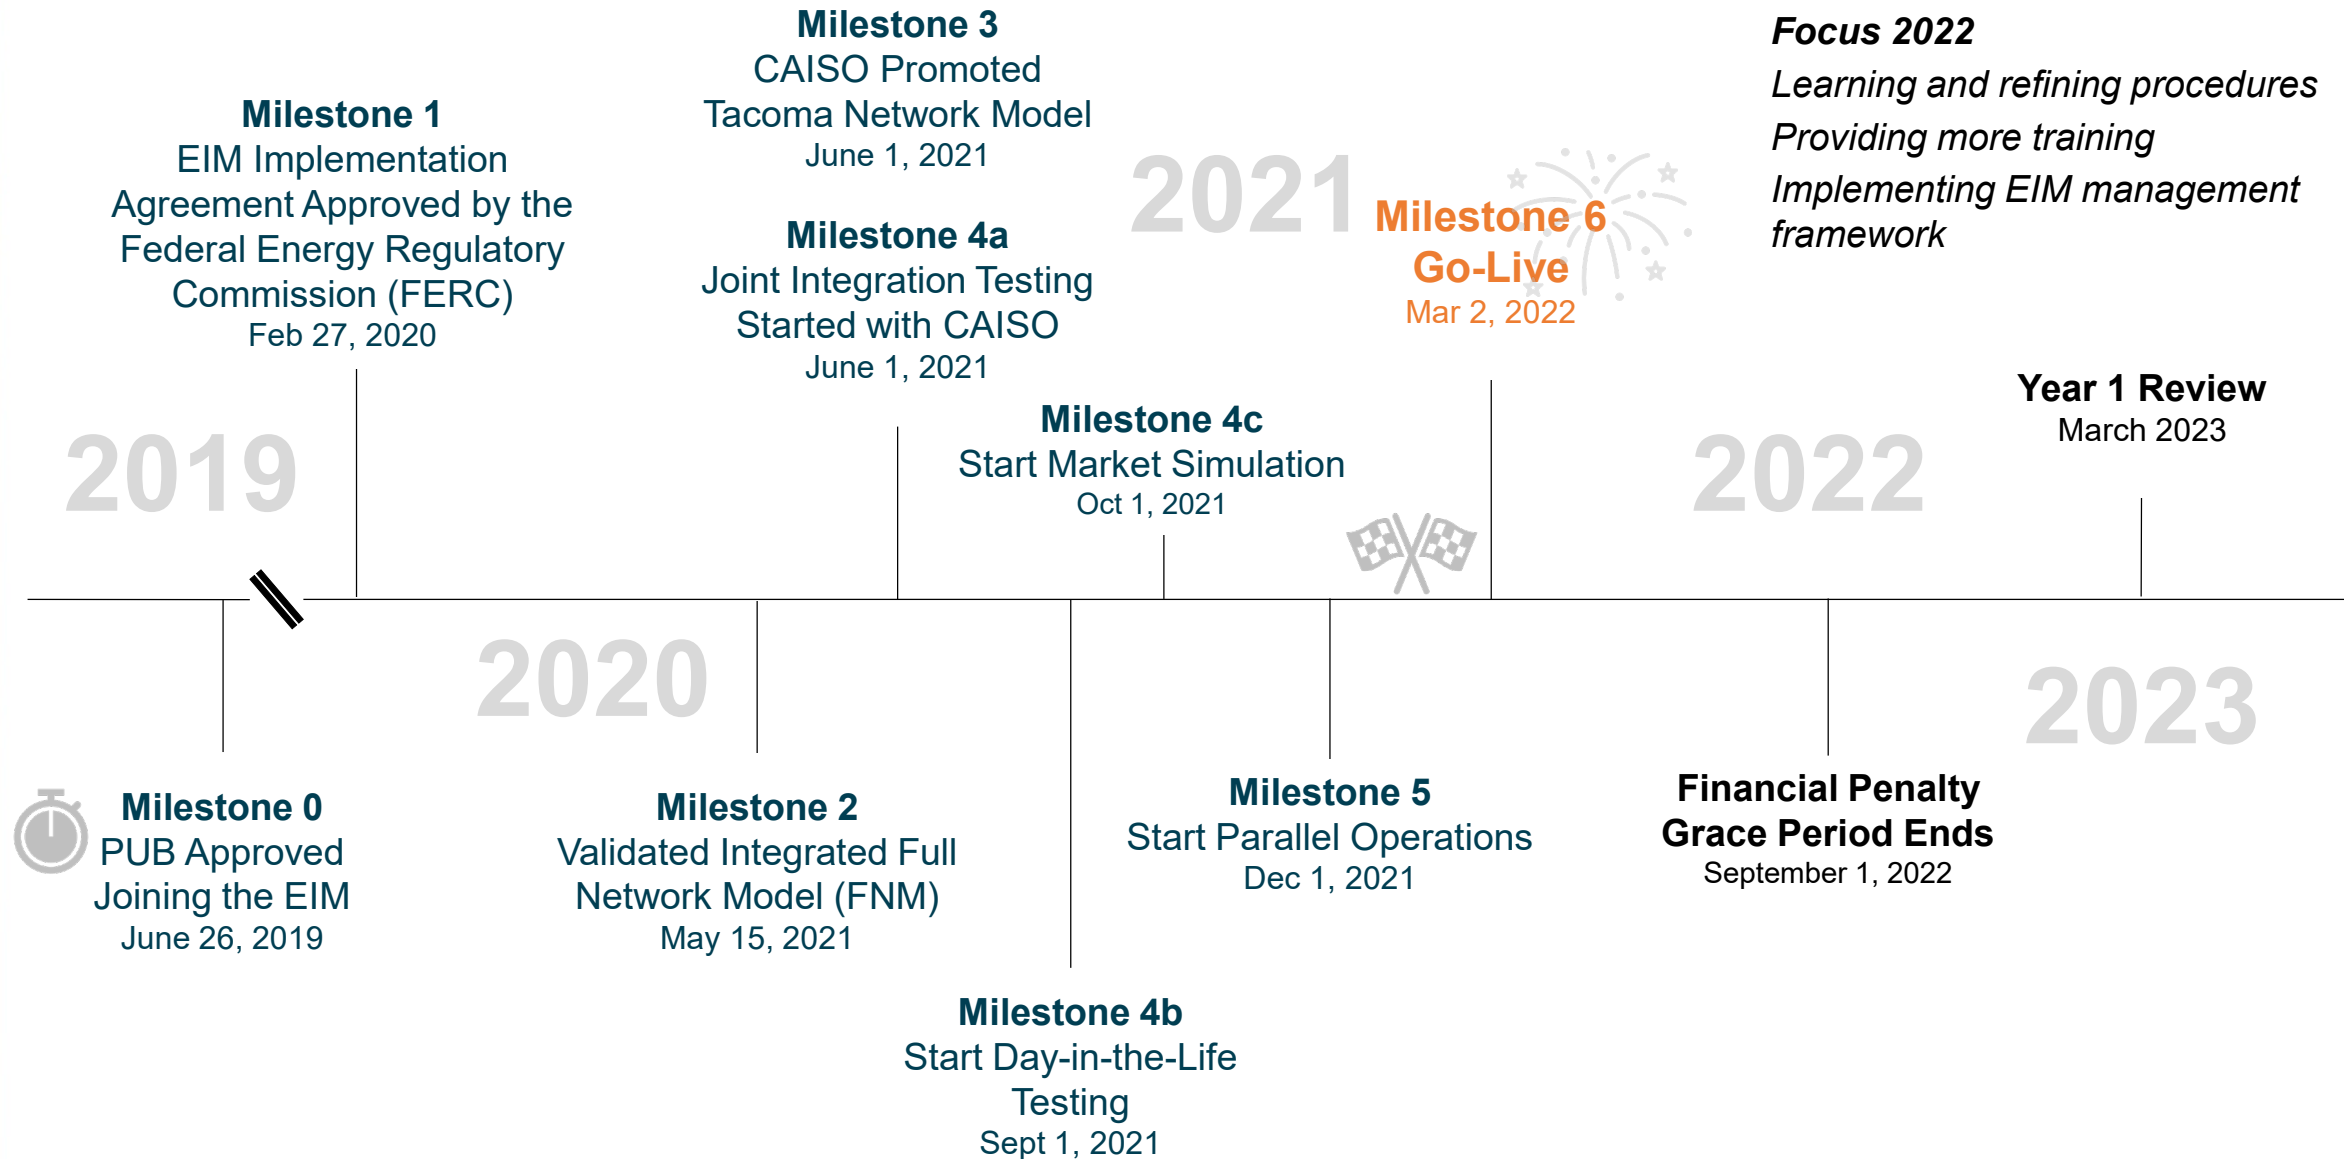 Milestone 3
CAISO Promoted
Tacoma Network Model
June 1, 2021
Focus 2022
Learning and refining procedures
Providing more training
Implementing EIM management
framework
Milestone 1
EIM Implementation
Agreement Approved by the
Federal Energy Regulatory
Commission (FERC)
Feb 27, 2020
Milestone 4a
Joint Integration Testing
Started with CAISO
June 1, 2021
2021
Milestone 6
Go-Live
Mar 2, 2022
2019
Milestone 4c
Start Market Simulation
Oct 1, 2021
2022
Year 1 Review
March 2023
2020
2023
Milestone 0
PUB Approved
Joining the EIM
June 26, 2019
Milestone 2
Validated Integrated Full
Network Model (FNM)
May 15, 2021
Milestone 5
Start Parallel Operations
Dec 1, 2021
Financial Penalty
Grace Period Ends
September 1, 2022
Milestone 4b
Start Day-in-the-Life
Testing
Sept 1, 2021